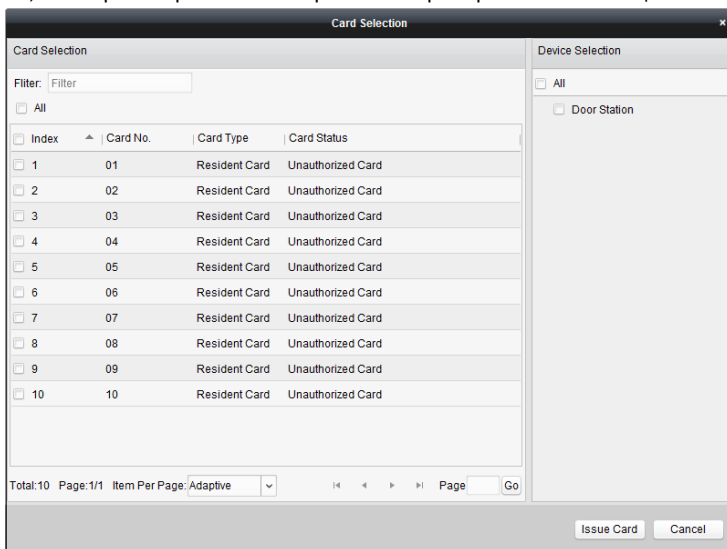 Card Selection ×
Card Selection
Device Selection
Fliter: Filter
All
All
Door Station
Index Card No. Card Type Card Status
1 01 Resident Card Unauthorized Card
2 02 Resident Card Unauthorized Card
3 03 Resident Card Unauthorized Card
4 04 Resident Card Unauthorized Card
5 05 Resident Card Unauthorized Card
6 06 Resident Card Unauthorized Card
7 07 Resident Card Unauthorized Card
8 08 Resident Card Unauthorized Card
9 09 Resident Card Unauthorized Card
10 10 Resident Card Unauthorized Card
Total:10 Page:1/1 Item Per Page: Adaptive Page Go
Issue Card Cancel